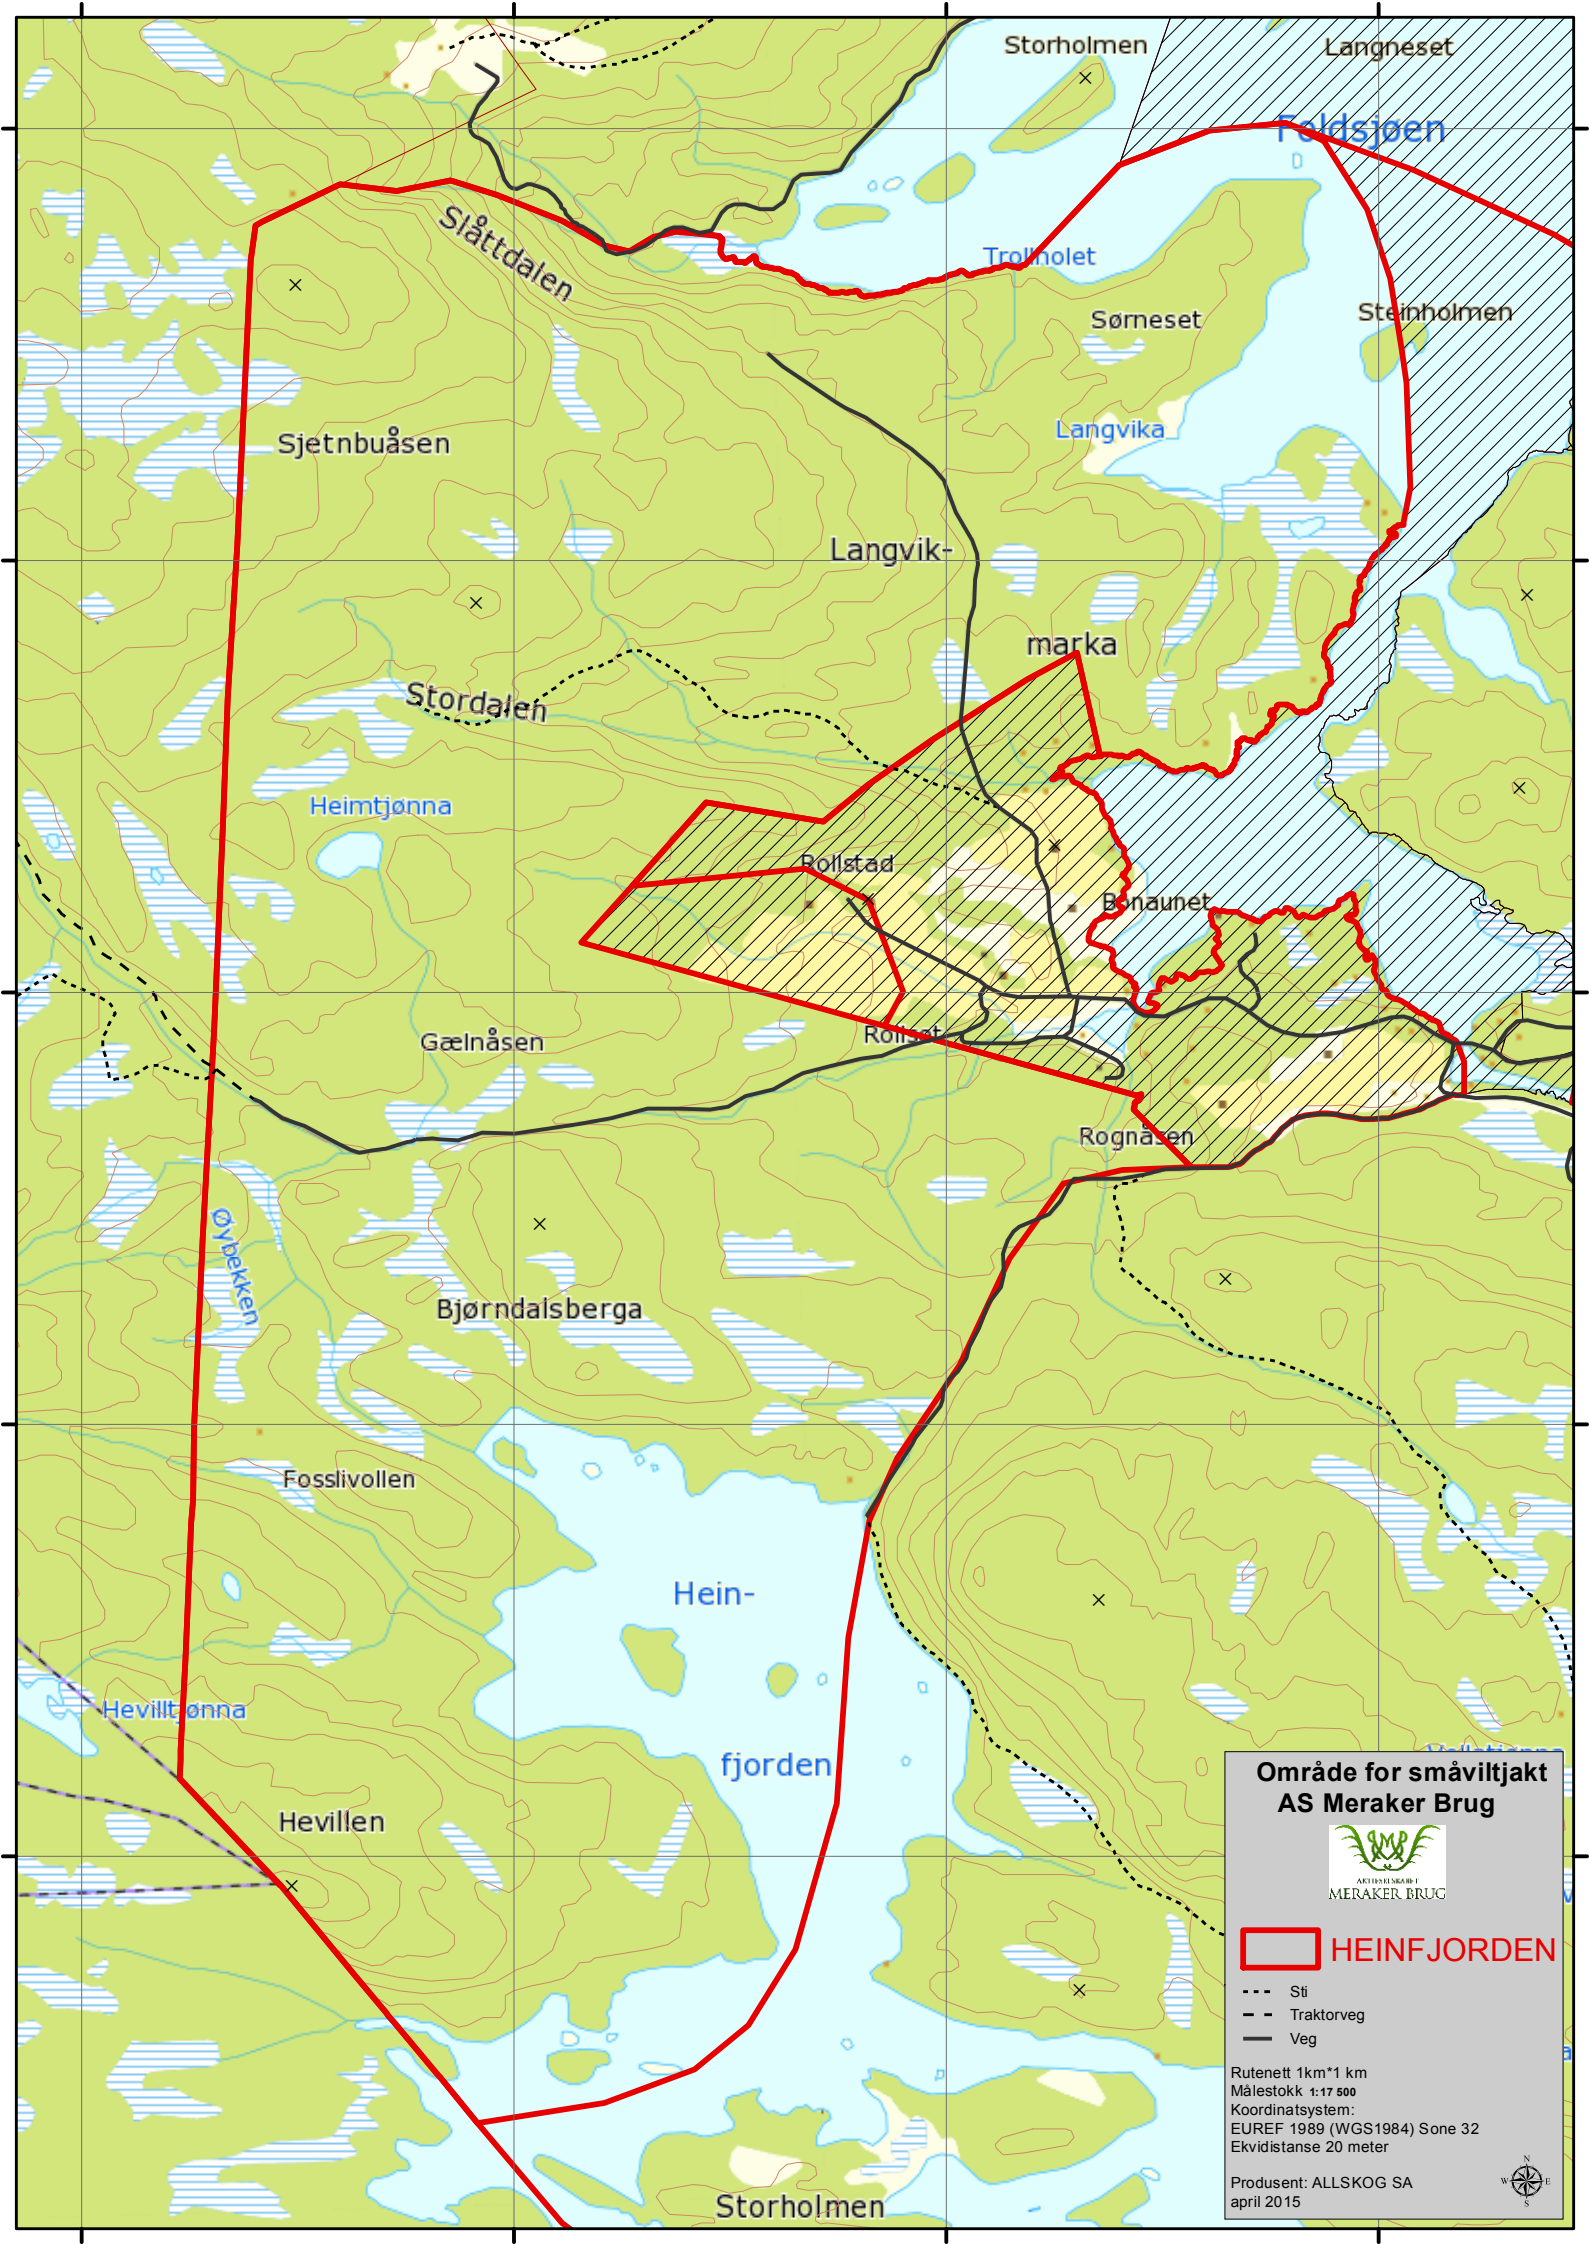 Storholmen
Langneset
Foldsjøen
Slåttdalen
Trollholet
Steinholmen
Sørneset
Langvika
Sjetnbuåsen
Langvik-
marka
Stordalen
Heimtjønna
Rollstad
Bonaunet
Rollset
Gælnåsen
Rognåsen
Øybekken
Bjørndalsberga
Fosslivollen
Hein-
fjorden
Hevilltjønna
Hevillen
Storholmen
Område for småviltjakt
AS Meraker Brug
AKTIESELSKABET
MERAKER BRUG
HEINFJORDEN
Sti
Traktorveg
Veg
Rutenett 1km*1 km
Målestokk 1:17 500
Koordinatsystem:
EUREF 1989 (WGS1984) Sone 32
Ekvidistanse 20 meter
Produsent: ALLSKOG SA
april 2015
N
W E
S